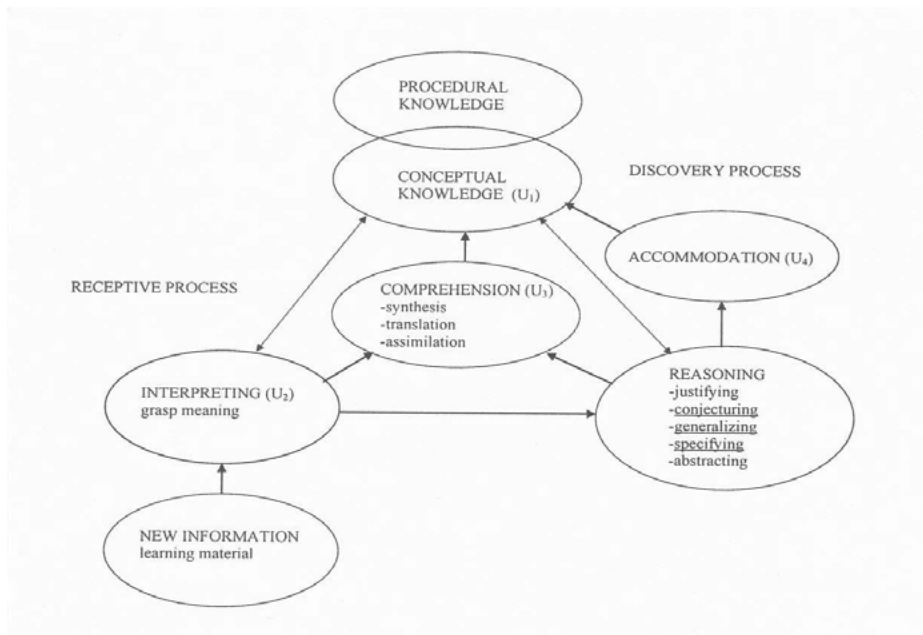 PROCEDURAL
KNOWLEDGE
CONCEPTUAL
KNOWLEDGE (U₁)
DISCOVERY PROCESS
ACCOMMODATION (U₄)
RECEPTIVE PROCESS
COMPREHENSION (U₃)
-synthesis
-translation
-assimilation
INTERPRETING (U₂)
grasp meaning
REASONING
-justifying
-conjecturing
-generalizing
-specifying
-abstracting
NEW INFORMATION
learning material